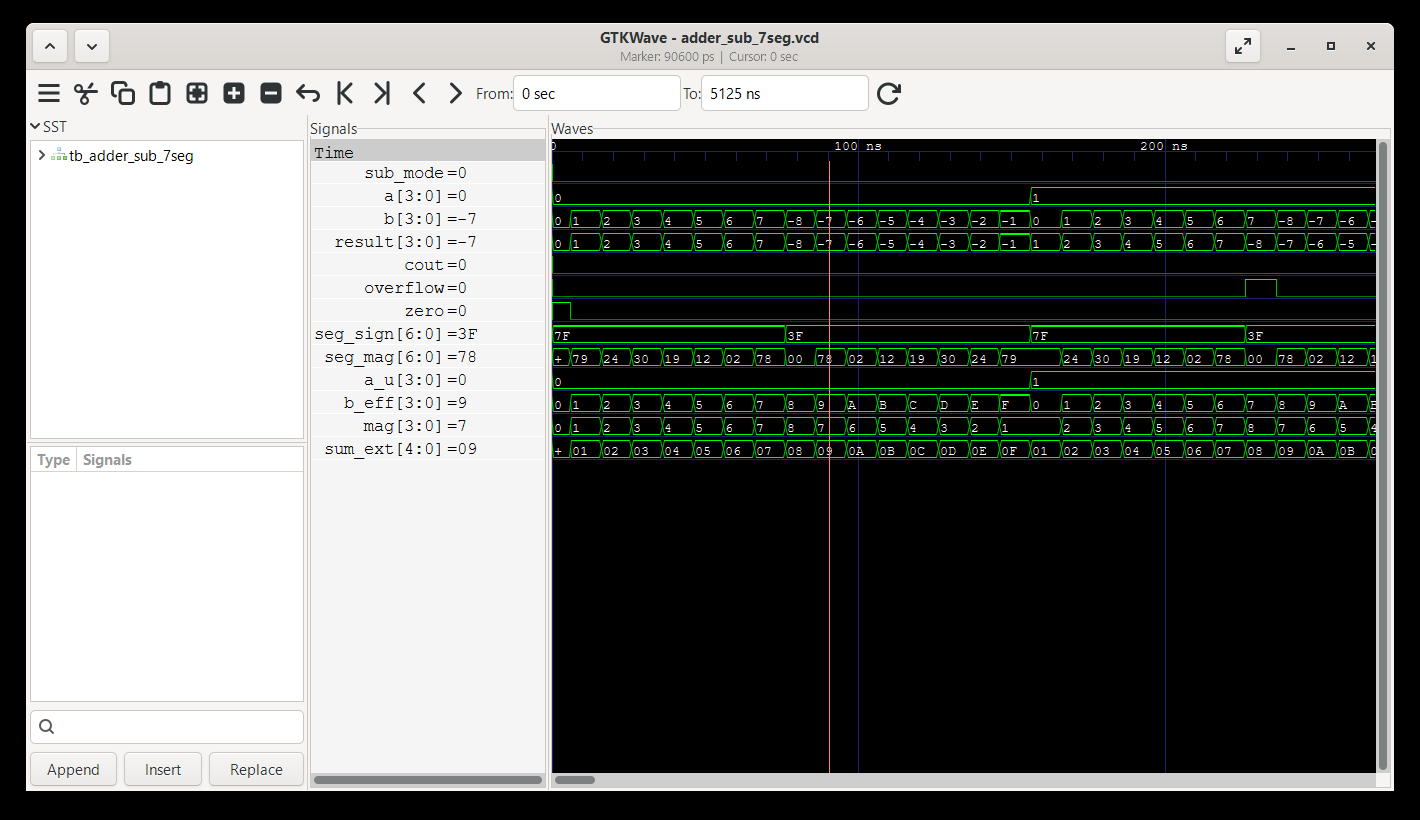 GTKWave - adder_sub_7seg.vcd
Marker: 90600 ps | Cursor: 0 sec
From: 0 sec To: 5125 ns
SST
tb_adder_sub_7seg
Type Signals
Append Insert Replace
Signals
Time
sub_mode=0
a[3:0]=0
b[3:0]=-7
result[3:0]=-7
cout=0
overflow=0
zero=0
seg_sign[6:0]=3F
seg_mag[6:0]=78
a_u[3:0]=0
b_eff[3:0]=9
mag[3:0]=7
sum_ext[4:0]=09
Waves
0 100 ns 200 ns
0 1
0 1 2 3 4 5 6 7 -8 -7 -6 -5 -4 -3 -2 -1 0 1 2 3 4 5 6 7 -8 -7 -6 -
0 1 2 3 4 5 6 7 -8 -7 -6 -5 -4 -3 -2 -1 1 2 3 4 5 6 7 -8 -7 -6 -5 -
7F 3F 7F 3F
+ 79 24 30 19 12 02 78 00 78 02 12 19 30 24 79 24 30 19 12 02 78 00 78 02 12 1
0 1
0 1 2 3 4 5 6 7 8 9 A B C D E F 0 1 2 3 4 5 6 7 8 9 A B
0 1 2 3 4 5 6 7 8 7 6 5 4 3 2 1 2 3 4 5 6 7 8 7 6 5 4
+ 01 02 03 04 05 06 07 08 09 0A 0B 0C 0D 0E 0F 01 02 03 04 05 06 07 08 09 0A 0B 0